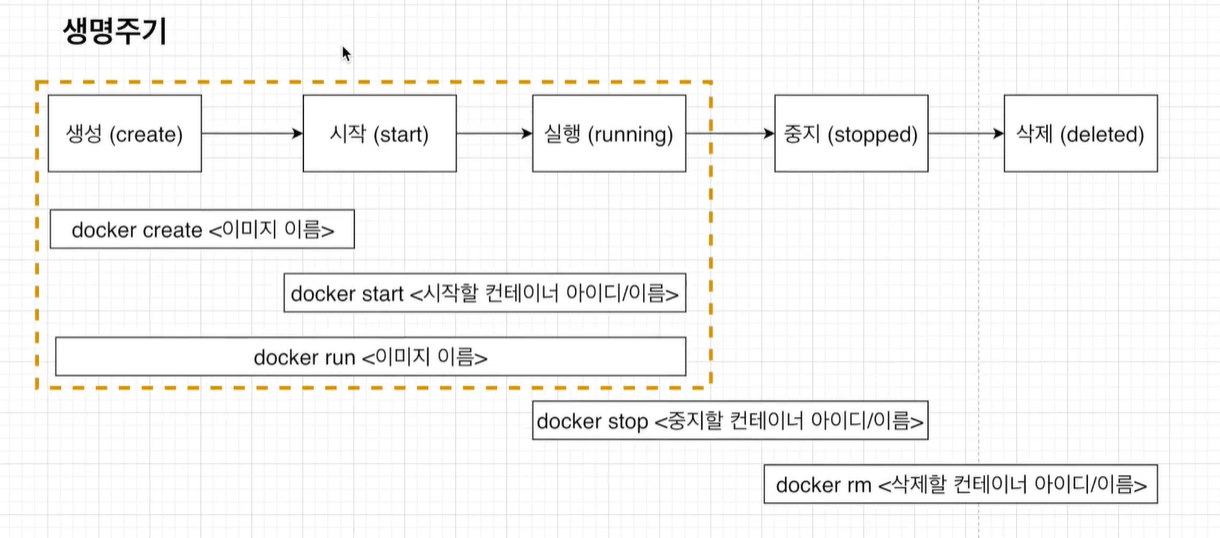 생명주기
생성 (create)
시작 (start)
실행 (running)
중지 (stopped)
삭제 (deleted)
docker create <이미지 이름>
docker start <시작할 컨테이너 아이디/이름>
docker run <이미지 이름>
docker stop <중지할 컨테이너 아이디/이름>
docker rm <삭제할 컨테이너 아이디/이름>